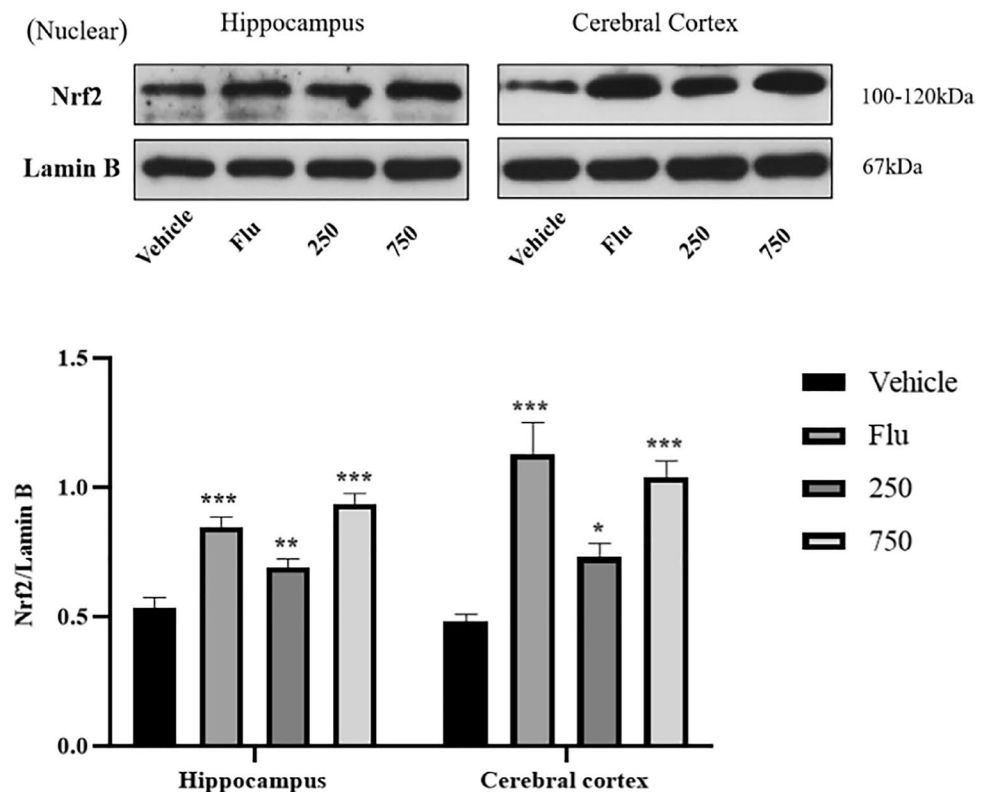 (Nuclear) Hippocampus Cerebral Cortex
Nrf2 100-120kDa
Lamin B 67kDa
Vehicle Flu 250 750 Vehicle Flu 250 750
1.5
1.0
0.5
0.0
Nrf2/Lamin B
*** ** ***
*** * ***
Hippocampus Cerebral cortex
Vehicle
Flu
250
750